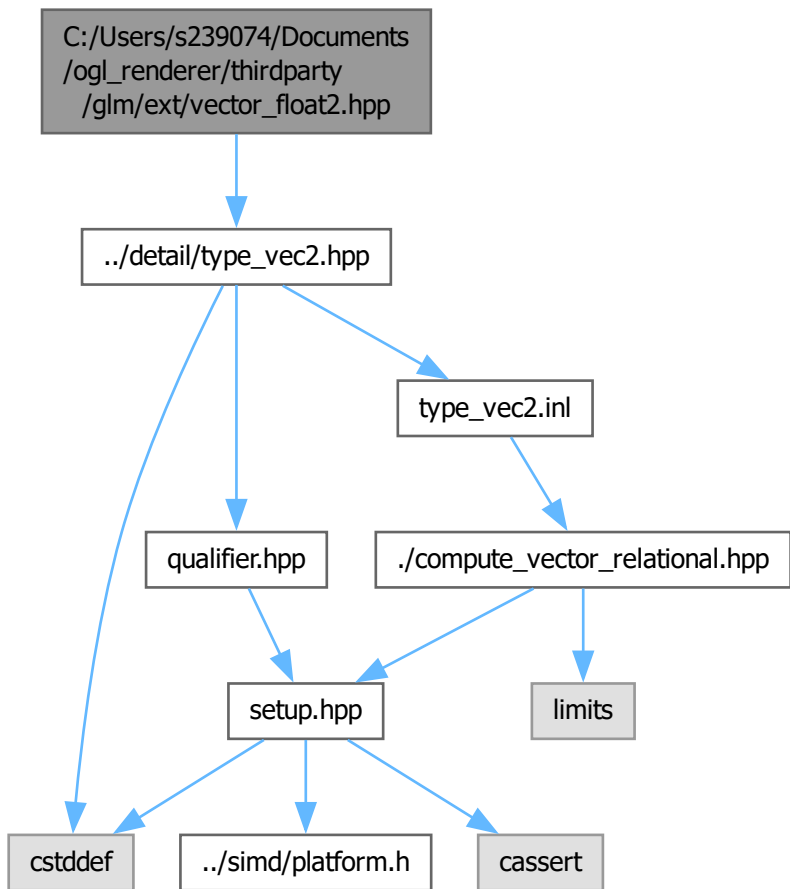 C:/Users/s239074/Documents
/ogl_renderer/thirdparty
/glm/ext/vector_float2.hpp
../detail/type_vec2.hpp
type_vec2.inl
qualifier.hpp
./compute_vector_relational.hpp
setup.hpp
limits
cstddef
../simd/platform.h
cassert